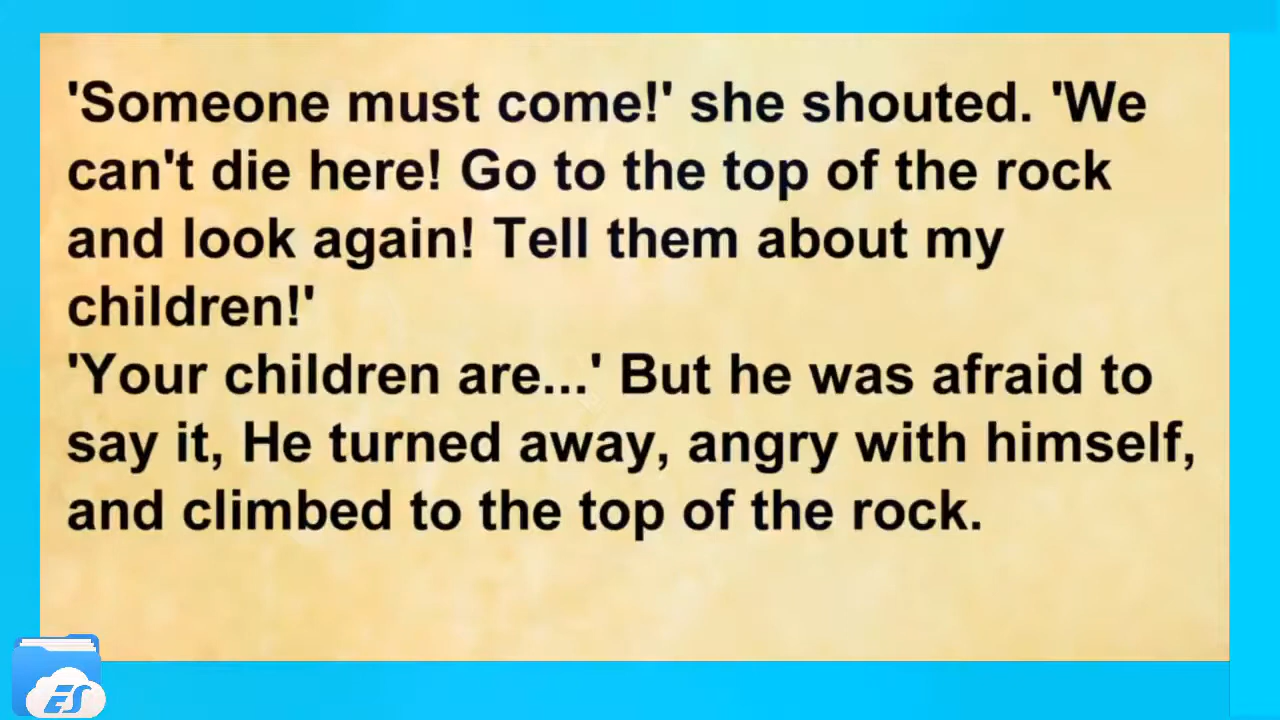 'Someone must come!' she shouted. 'We
can't die here! Go to the top of the rock
and look again! Tell them about my
children!'
'Your children are...' But he was afraid to
say it, He turned away, angry with himself,
and climbed to the top of the rock.
ES